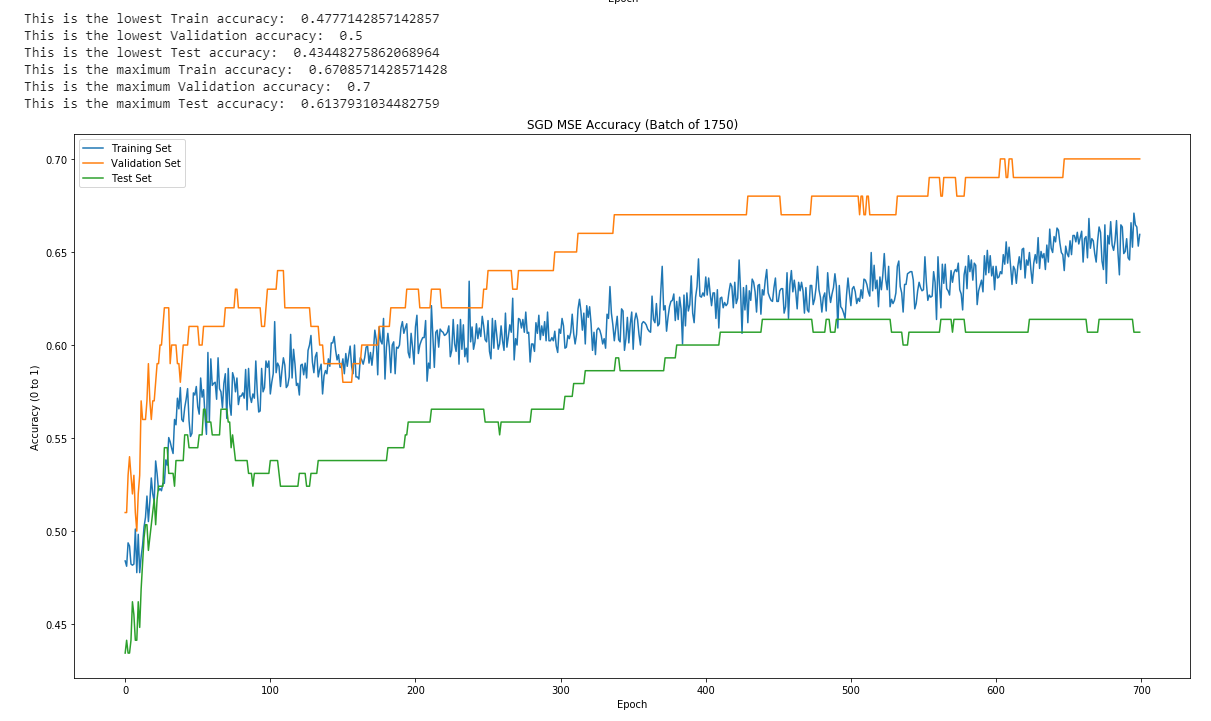 Epoch
This is the lowest Train accuracy:  0.4777142857142857
This is the lowest Validation accuracy:  0.5
This is the lowest Test accuracy:  0.43448275862068964
This is the maximum Train accuracy:  0.6708571428571428
This is the maximum Validation accuracy:  0.7
This is the maximum Test accuracy:  0.6137931034482759
SGD MSE Accuracy (Batch of 1750)
Training Set
Validation Set
Test Set
0.70
0.65
0.60
0.55
0.50
0.45
Accuracy (0 to 1)
0 100 200 300 400 500 600 700
Epoch